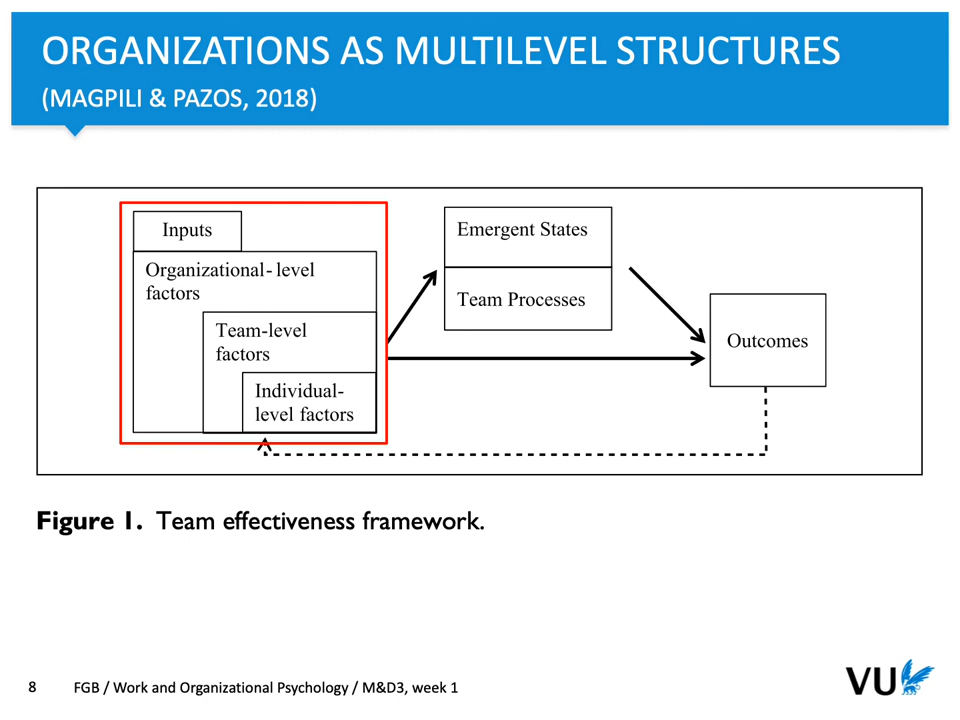 ORGANIZATIONS AS MULTILEVEL STRUCTURES
(MAGPILI & PAZOS, 2018)
Inputs
Organizational- level
factors
Team-level
factors
Individual-
level factors
Emergent States
Team Processes
Outcomes
Figure 1. Team effectiveness framework.
8 FGB / Work and Organizational Psychology / M&D3, week 1
VU